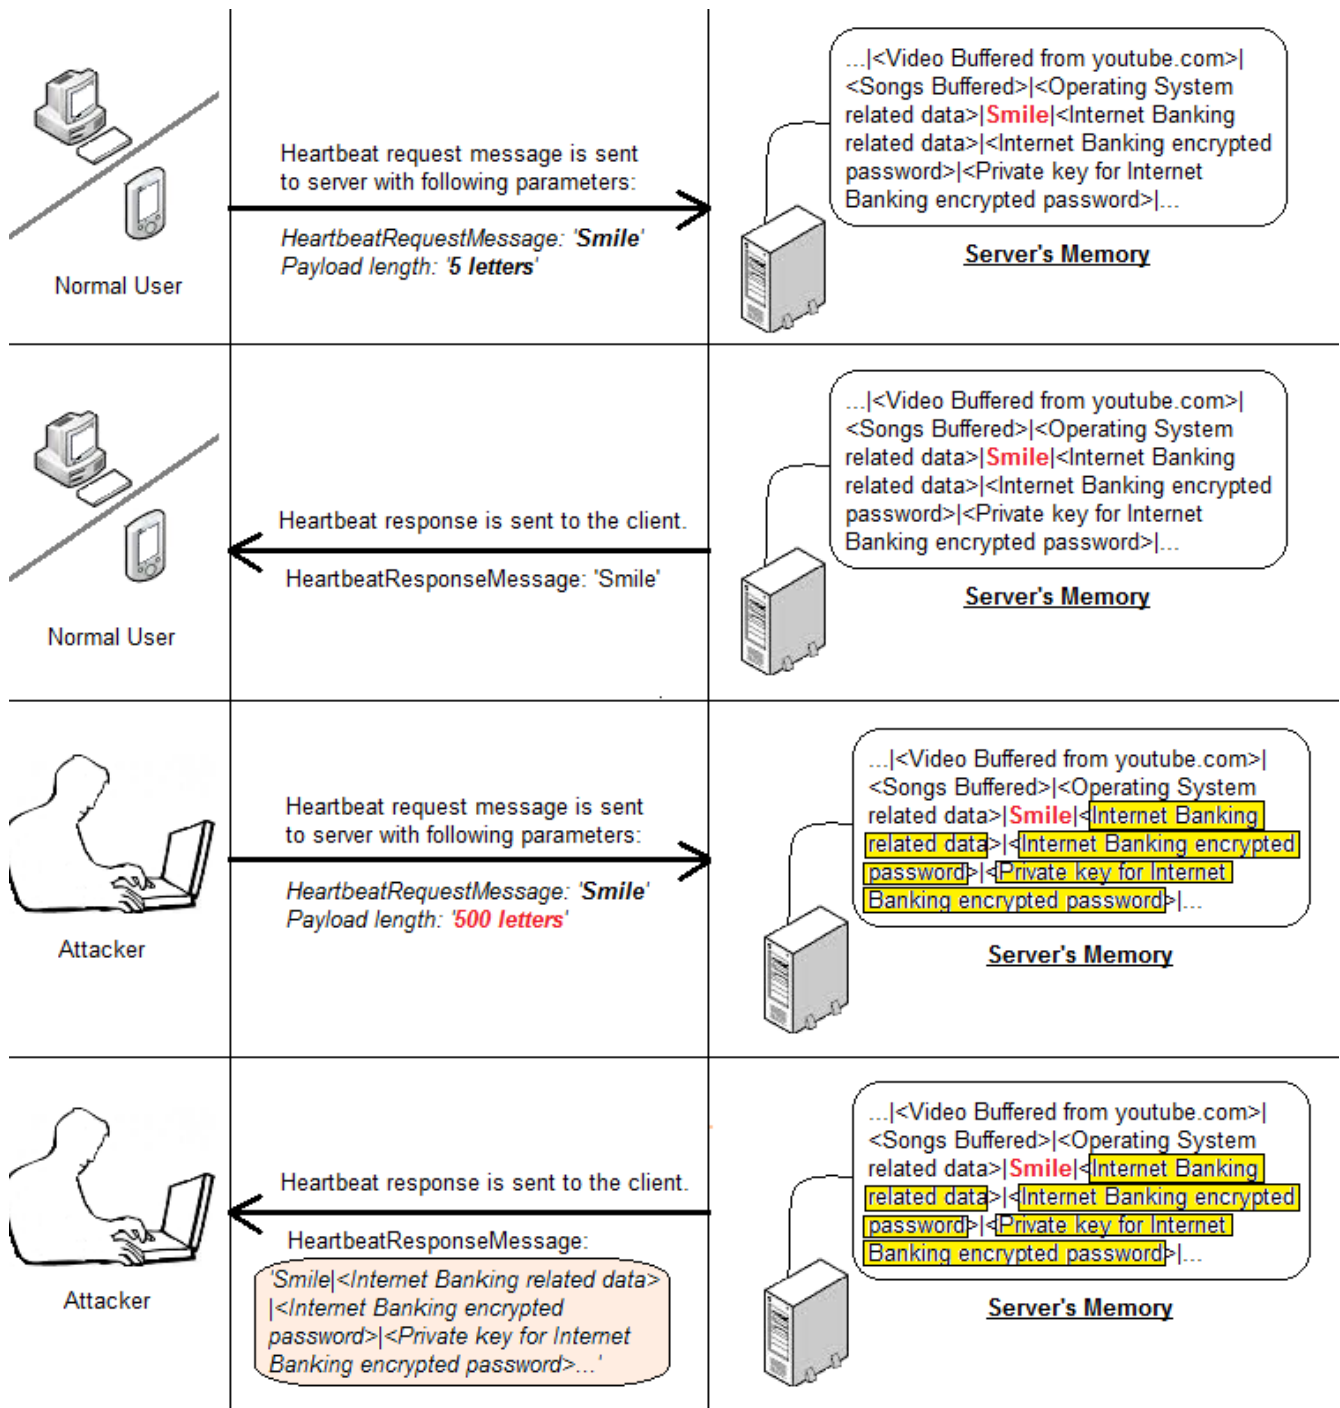 Normal User
Heartbeat request message is sent
to server with following parameters:
HeartbeatRequestMessage: 'Smile'
Payload length: '5 letters'
...|<Video Buffered from youtube.com>|
<Songs Buffered>|<Operating System
related data>|Smile|<Internet Banking
related data>|<Internet Banking encrypted
password>|<Private key for Internet
Banking encrypted password>|...
Server's Memory
Normal User
Heartbeat response is sent to the client.
HeartbeatResponseMessage: 'Smile'
...|<Video Buffered from youtube.com>|
<Songs Buffered>|<Operating System
related data>|Smile|<Internet Banking
related data>|<Internet Banking encrypted
password>|<Private key for Internet
Banking encrypted password>|...
Server's Memory
Attacker
Heartbeat request message is sent
to server with following parameters:
HeartbeatRequestMessage: 'Smile'
Payload length: '500 letters'
...|<Video Buffered from youtube.com>|
<Songs Buffered>|<Operating System
related data>|Smile|<Internet Banking
related data>|<Internet Banking encrypted
password>|<Private key for Internet
Banking encrypted password>|...
Server's Memory
Attacker
Heartbeat response is sent to the client.
HeartbeatResponseMessage:
'Smile|<Internet Banking related data>
|<Internet Banking encrypted
password>|<Private key for Internet
Banking encrypted password>...'
...|<Video Buffered from youtube.com>|
<Songs Buffered>|<Operating System
related data>|Smile|<Internet Banking
related data>|<Internet Banking encrypted
password>|<Private key for Internet
Banking encrypted password>|...
Server's Memory